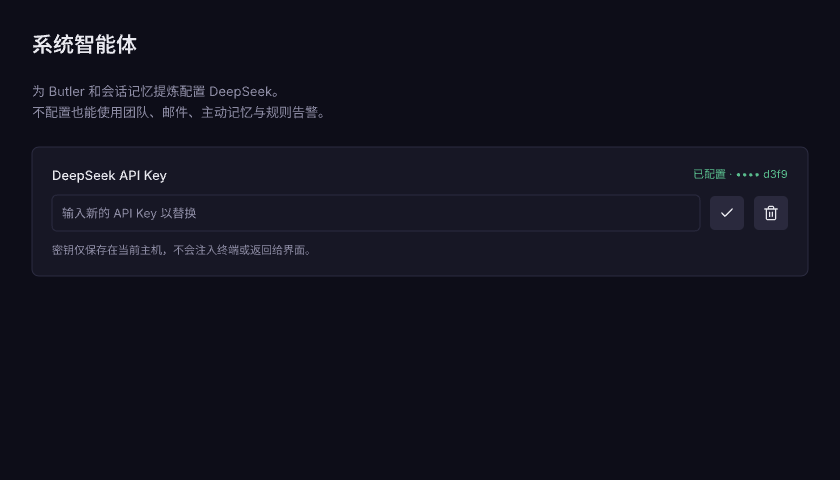 系统智能体
为 Butler 和会话记忆提炼配置 DeepSeek。
不配置也能使用团队、邮件、主动记忆与规则告警。
DeepSeek API Key
已配置 · •••• d3f9
输入新的 API Key 以替换
密钥仅保存在当前主机，不会注入终端或返回给界面。